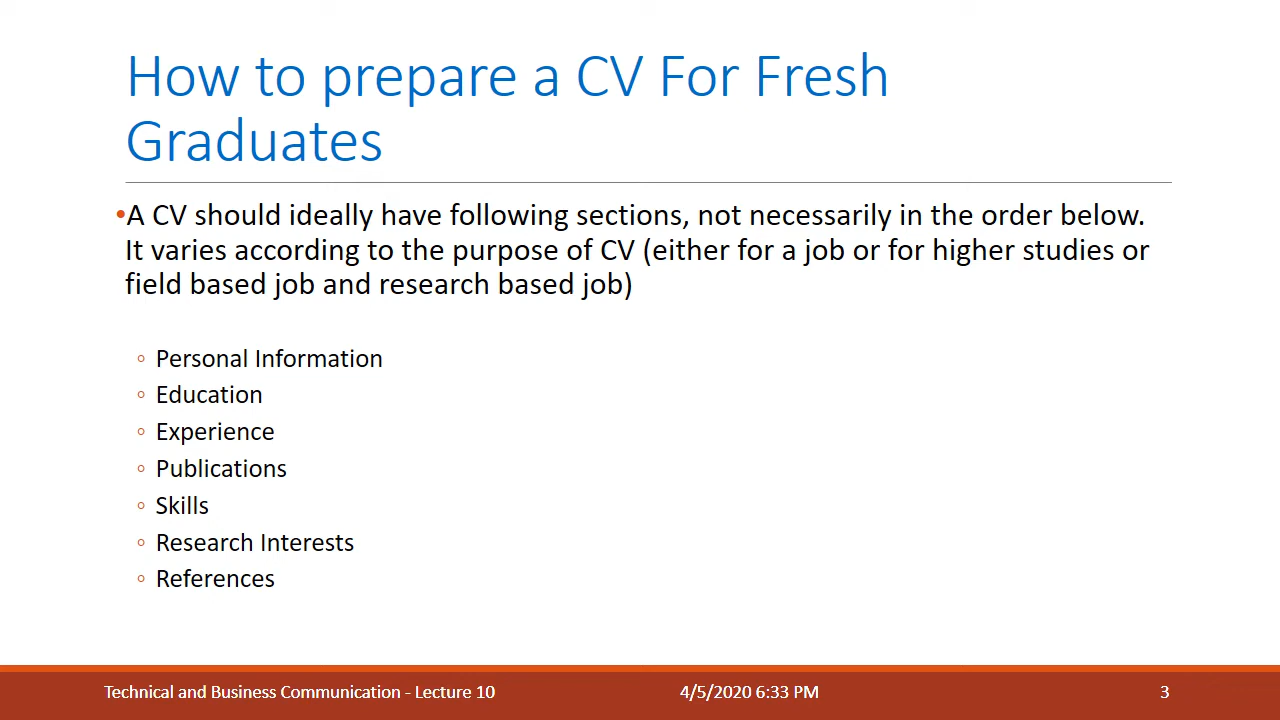 How to prepare a CV For Fresh
Graduates
•A CV should ideally have following sections, not necessarily in the order below.
It varies according to the purpose of CV (either for a job or for higher studies or
field based job and research based job)
◦ Personal Information
◦ Education
◦ Experience
◦ Publications
◦ Skills
◦ Research Interests
◦ References
Technical and Business Communication - Lecture 10 4/5/2020 6:33 PM 3